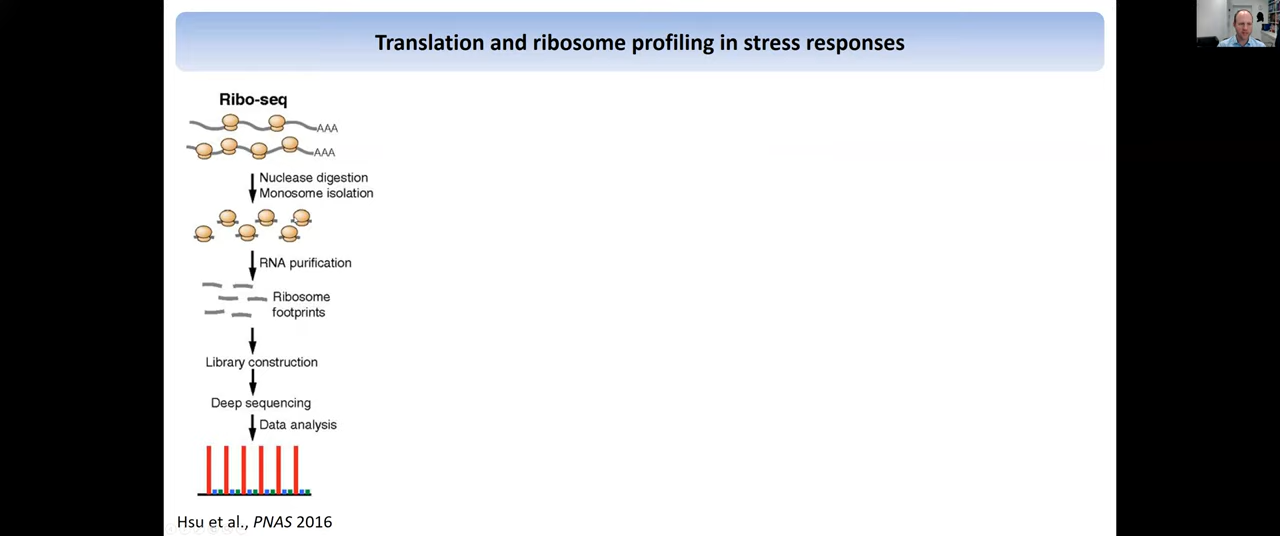 Translation and ribosome profiling in stress responses
Ribo-seq
AAA
AAA
Nuclease digestion
Monosome isolation
RNA purification
Ribosome
footprints
Library construction
Deep sequencing
Data analysis
Hsu et al., PNAS 2016